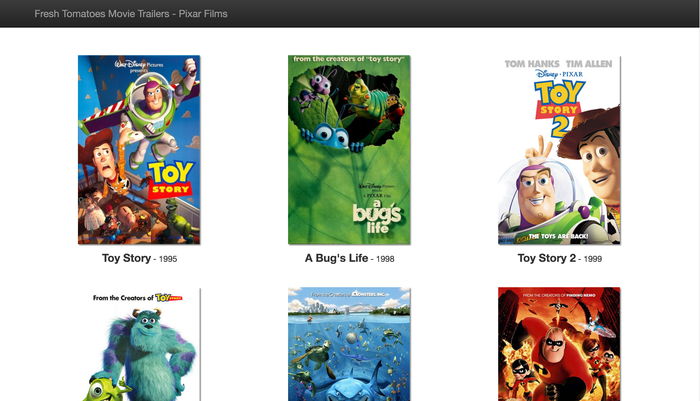 Fresh Tomatoes Movie Trailers - Pixar Films
Walt Disney Pictures
presents
TOY
STORY
Toy Story - 1995
from the creators of "toy story"
Walt Disney Pictures
a PIXAR film
a
bug's
life
A Bug's Life - 1998
TOM HANKS TIM ALLEN
Disney · PIXAR
TOY
STORY
2
THE TOYS ARE BACK!
Toy Story 2 - 1999
From the Creators of TOY STORY
From the Creators of MONSTERS, INC.
FROM THE CREATORS OF FINDING NEMO